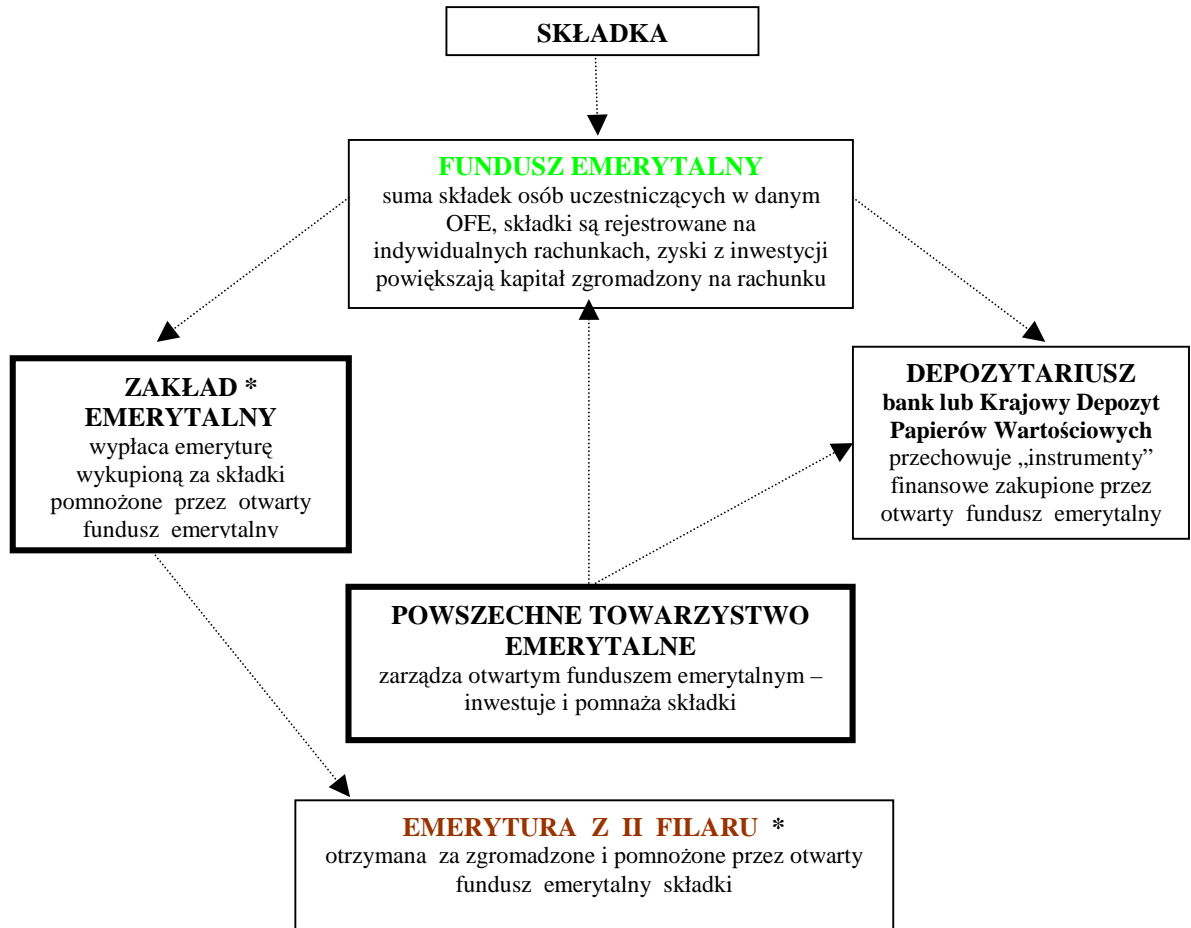 SKŁADKA
FUNDUSZ EMERYTALNY
suma składek osób uczestniczących w danym
OFE, składki są rejestrowane na
indywidualnych rachunkach, zyski z inwestycji
powiększają kapitał zgromadzony na rachunku
ZAKŁAD *
EMERYTALNY
wypłaca emeryturę
wykupioną za składki
pomnożone przez otwarty
fundusz emerytalny
DEPOZYTARIUSZ
bank lub Krajowy Depozyt
Papierów Wartościowych
przechowuje „instrumenty”
finansowe zakupione przez
otwarty fundusz emerytalny
POWSZECHNE TOWARZYSTWO
EMERYTALNE
zarządza otwartym funduszem emerytalnym –
inwestuje i pomnaża składki
EMERYTURA Z II FILARU *
otrzymana za zgromadzone i pomnożone przez otwarty
fundusz emerytalny składki